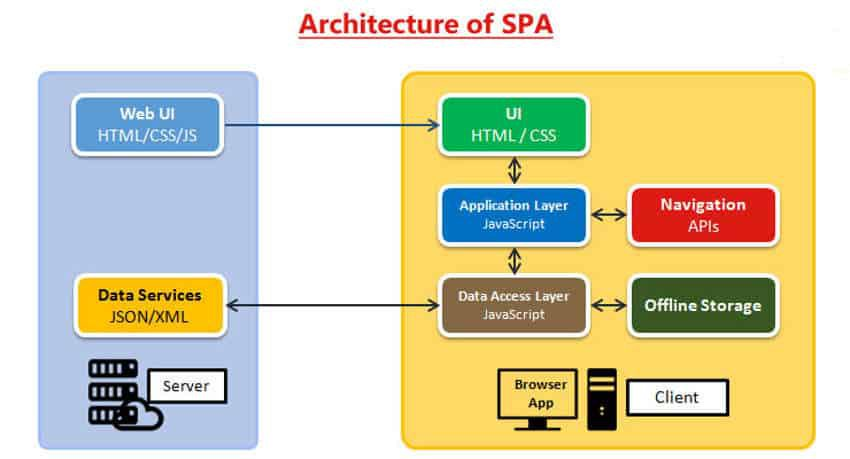 Architecture of SPA
Web UI
HTML/CSS/JS
UI
HTML / CSS
Application Layer
JavaScript
Navigation
APIs
Data Services
JSON/XML
Data Access Layer
JavaScript
Offline Storage
Server
Browser
App
Client